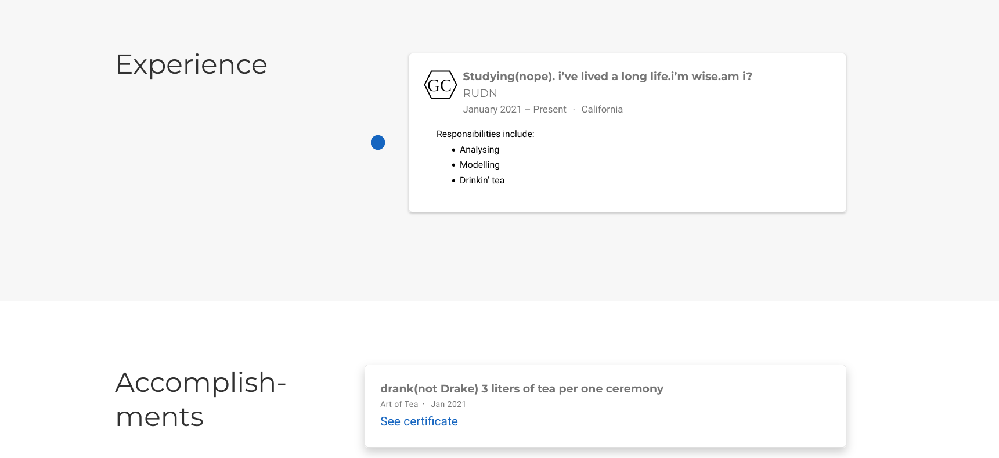 Experience
GC
Studying(nope). i’ve lived a long life.i’m wise.am i?
RUDN
January 2021 – Present · California
Responsibilities include:
• Analysing
• Modelling
• Drinkin’ tea
Accomplish-
ments
drank(not Drake) 3 liters of tea per one ceremony
Art of Tea · Jan 2021
See certificate